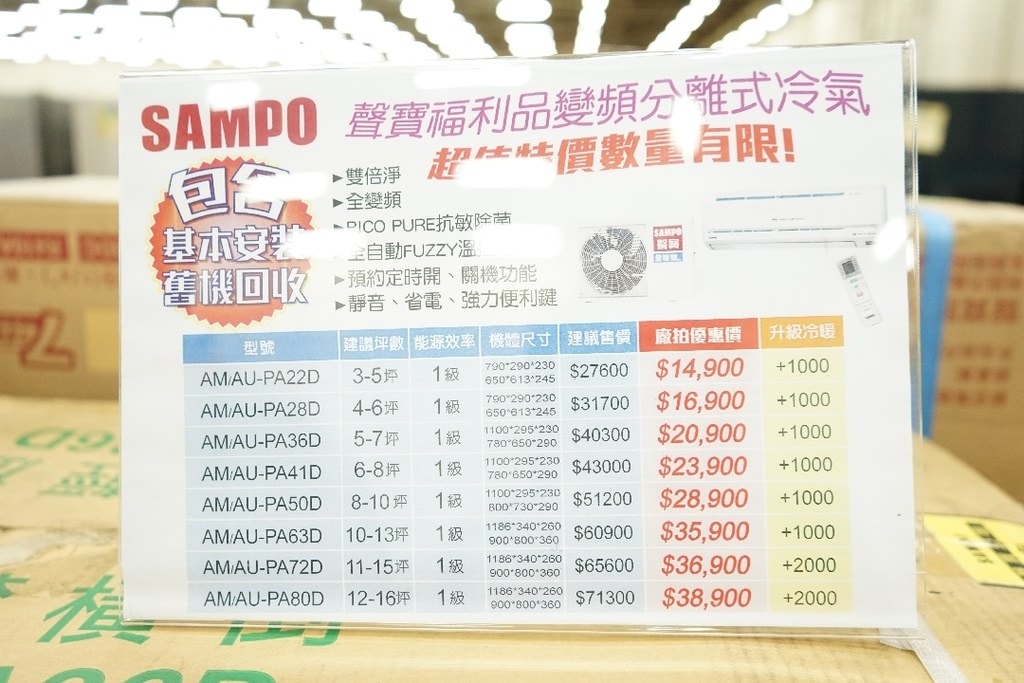 SAMPO
聲寶福利品變頻分離式冷氣
超值特價數量有限!
包含
基本安裝
舊機回收
▸雙倍淨
▸全變頻
▸PICO PURE抗敏除菌
▸全自動FUZZY溫
▸預約定時開、關機功能
▸靜音、省電、強力便利鍵
SAMPO
聲寶
型號 建議坪數 能源效率 機體尺寸 建議售價 廠拍優惠價 升級冷暖
AM/AU-PA22D 3-5坪 1級 790*290*230 650*613*245 $27600 $14,900 +1000
AM/AU-PA28D 4-6坪 1級 790*290*230 650*613*245 $31700 $16,900 +1000
AM/AU-PA36D 5-7坪 1級 1100*295*230 780*650*290 $40300 $20,900 +1000
AM/AU-PA41D 6-8坪 1級 1100*295*230 780*650*290 $43000 $23,900 +1000
AM/AU-PA50D 8-10坪 1級 1100*295*230 800*730*290 $51200 $28,900 +1000
AM/AU-PA63D 10-13坪 1級 1186*340*260 900*800*360 $60900 $35,900 +1000
AM/AU-PA72D 11-15坪 1級 1186*340*260 900*800*360 $65600 $36,900 +2000
AM/AU-PA80D 12-16坪 1級 1186*340*260 900*800*360 $71300 $38,900 +2000